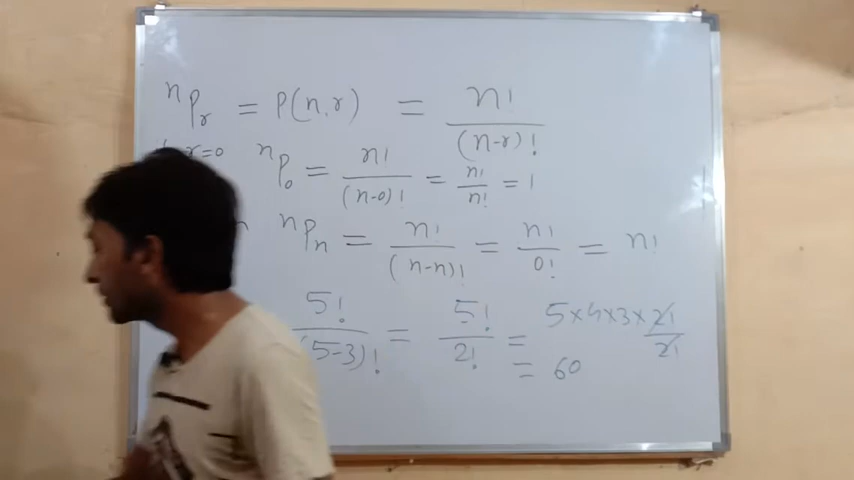 ⁿPᵣ = P(n,r) = n!/(n-r)!
r=0 ⁿP₀ = n!/(n-0)! = n!/n! = 1
n ⁿPₙ = n!/(n-n)! = n!/0! = n!
5!/(5-3)! = 5!/2! = 5×4×3×2!/2!
= 60